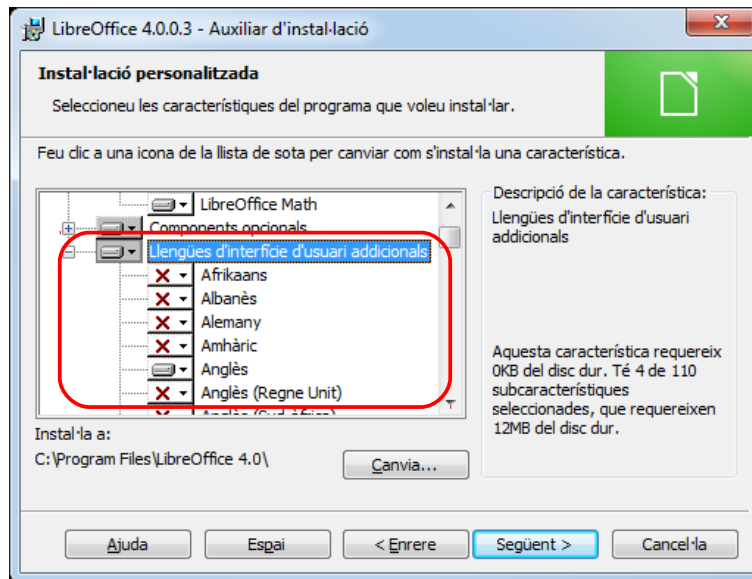 LibreOffice 4.0.0.3 - Auxiliar d'instal·lació
Instal·lació personalitzada
Seleccioneu les característiques del programa que voleu instal·lar.
Feu clic a una icona de la llista de sota per canviar com s'instal·la una característica.
LibreOffice Math
Components opcionals
Llengües d'interfície d'usuari addicionals
Afrikaans
Albanès
Alemany
Amhàric
Anglès
Anglès (Regne Unit)
Anglès (Sud-àfrica)
Descripció de la característica:
Llengües d'interfície d'usuari
addicionals
Aquesta característica requereix
0KB del disc dur. Té 4 de 110
subcaracterístiques
seleccionades, que requereixen
12MB del disc dur.
Instal·la a:
C:\Program Files\LibreOffice 4.0\
Canvia...
Ajuda
Espai
< Enrere
Següent >
Cancel·la